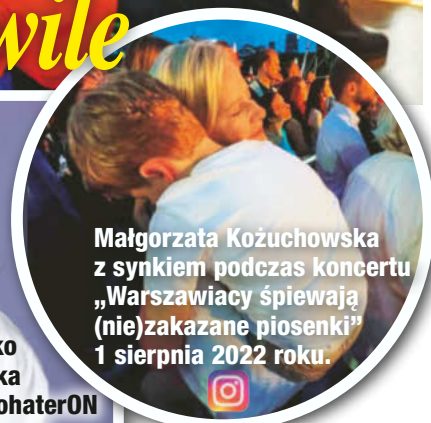 wile
Małgorzata Kożuchowska
z synkiem podczas koncertu
„Warszawiacy śpiewają
(nie)zakazane piosenki”
1 sierpnia 2022 roku.
ko
ka
ohaterON